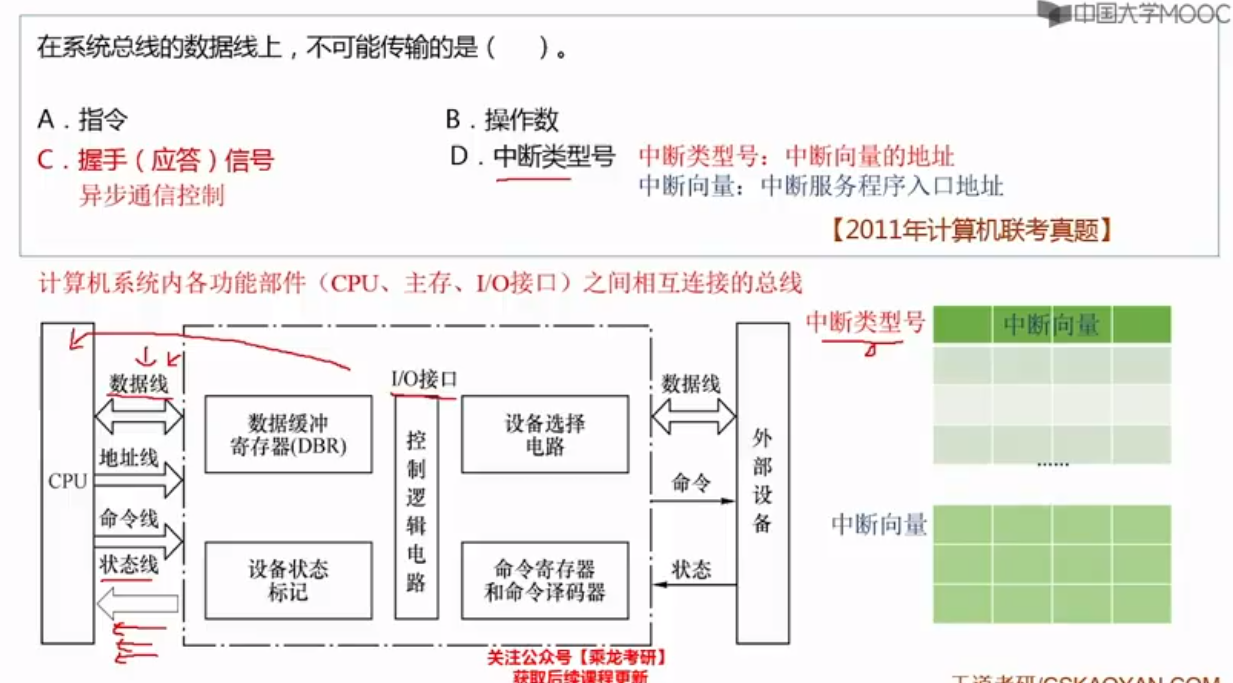 中国大学MOOC
在系统总线的数据线上，不可能传输的是（ ）。
A．指令
B．操作数
C．握手（应答）信号
D．中断类型号
中断类型号：中断向量的地址
异步通信控制
中断向量：中断服务程序入口地址
【2011年计算机联考真题】
计算机系统内各功能部件（CPU、主存、I/O接口）之间相互连接的总线
中断类型号
中断向量
数据线
I/O接口
数据线
数据缓冲
寄存器(DBR)
设备选择
电路
地址线
CPU
控制逻辑电路
外部设备
命令
命令线
......
中断向量
状态线
设备状态
标记
命令寄存器
和命令译码器
状态
关注公众号【乘龙考研】
获取后续课程更新
王道考研/CSKAOYAN.COM